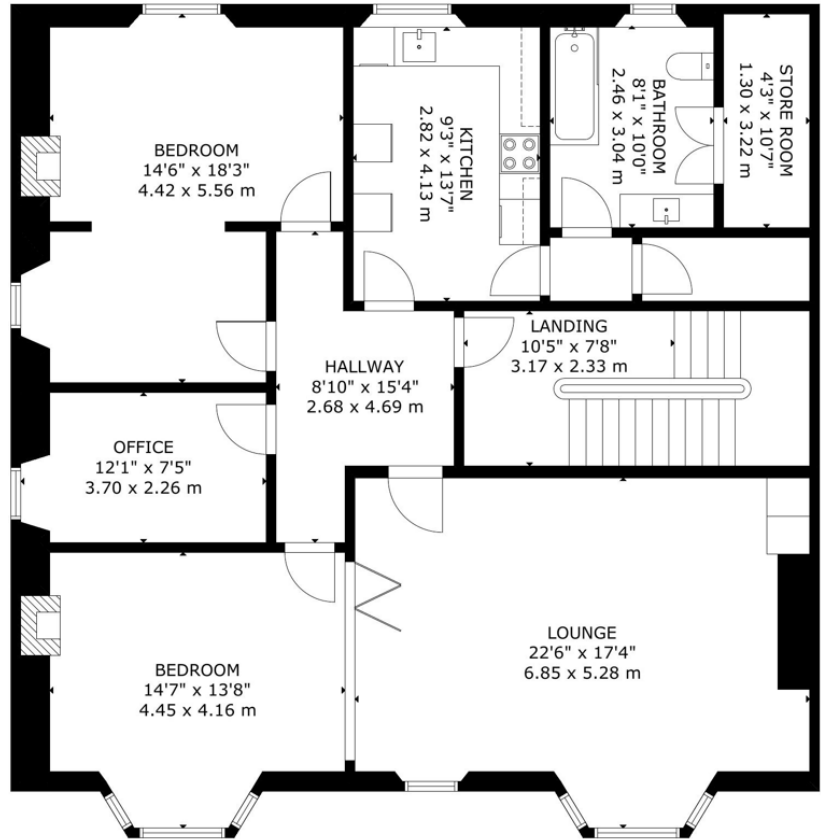 BEDROOM
14'6" x 18'3"
4.42 x 5.56 m
KITCHEN
9'3" x 13'7"
2.82 x 4.13 m
BATHROOM
8'1" x 10'0"
2.46 x 3.04 m
STORE ROOM
4'3" x 10'7"
1.30 x 3.22 m
HALLWAY
8'10" x 15'4"
2.68 x 4.69 m
LANDING
10'5" x 7'8"
3.17 x 2.33 m
OFFICE
12'1" x 7'5"
3.70 x 2.26 m
BEDROOM
14'7" x 13'8"
4.45 x 4.16 m
LOUNGE
22'6" x 17'4"
6.85 x 5.28 m